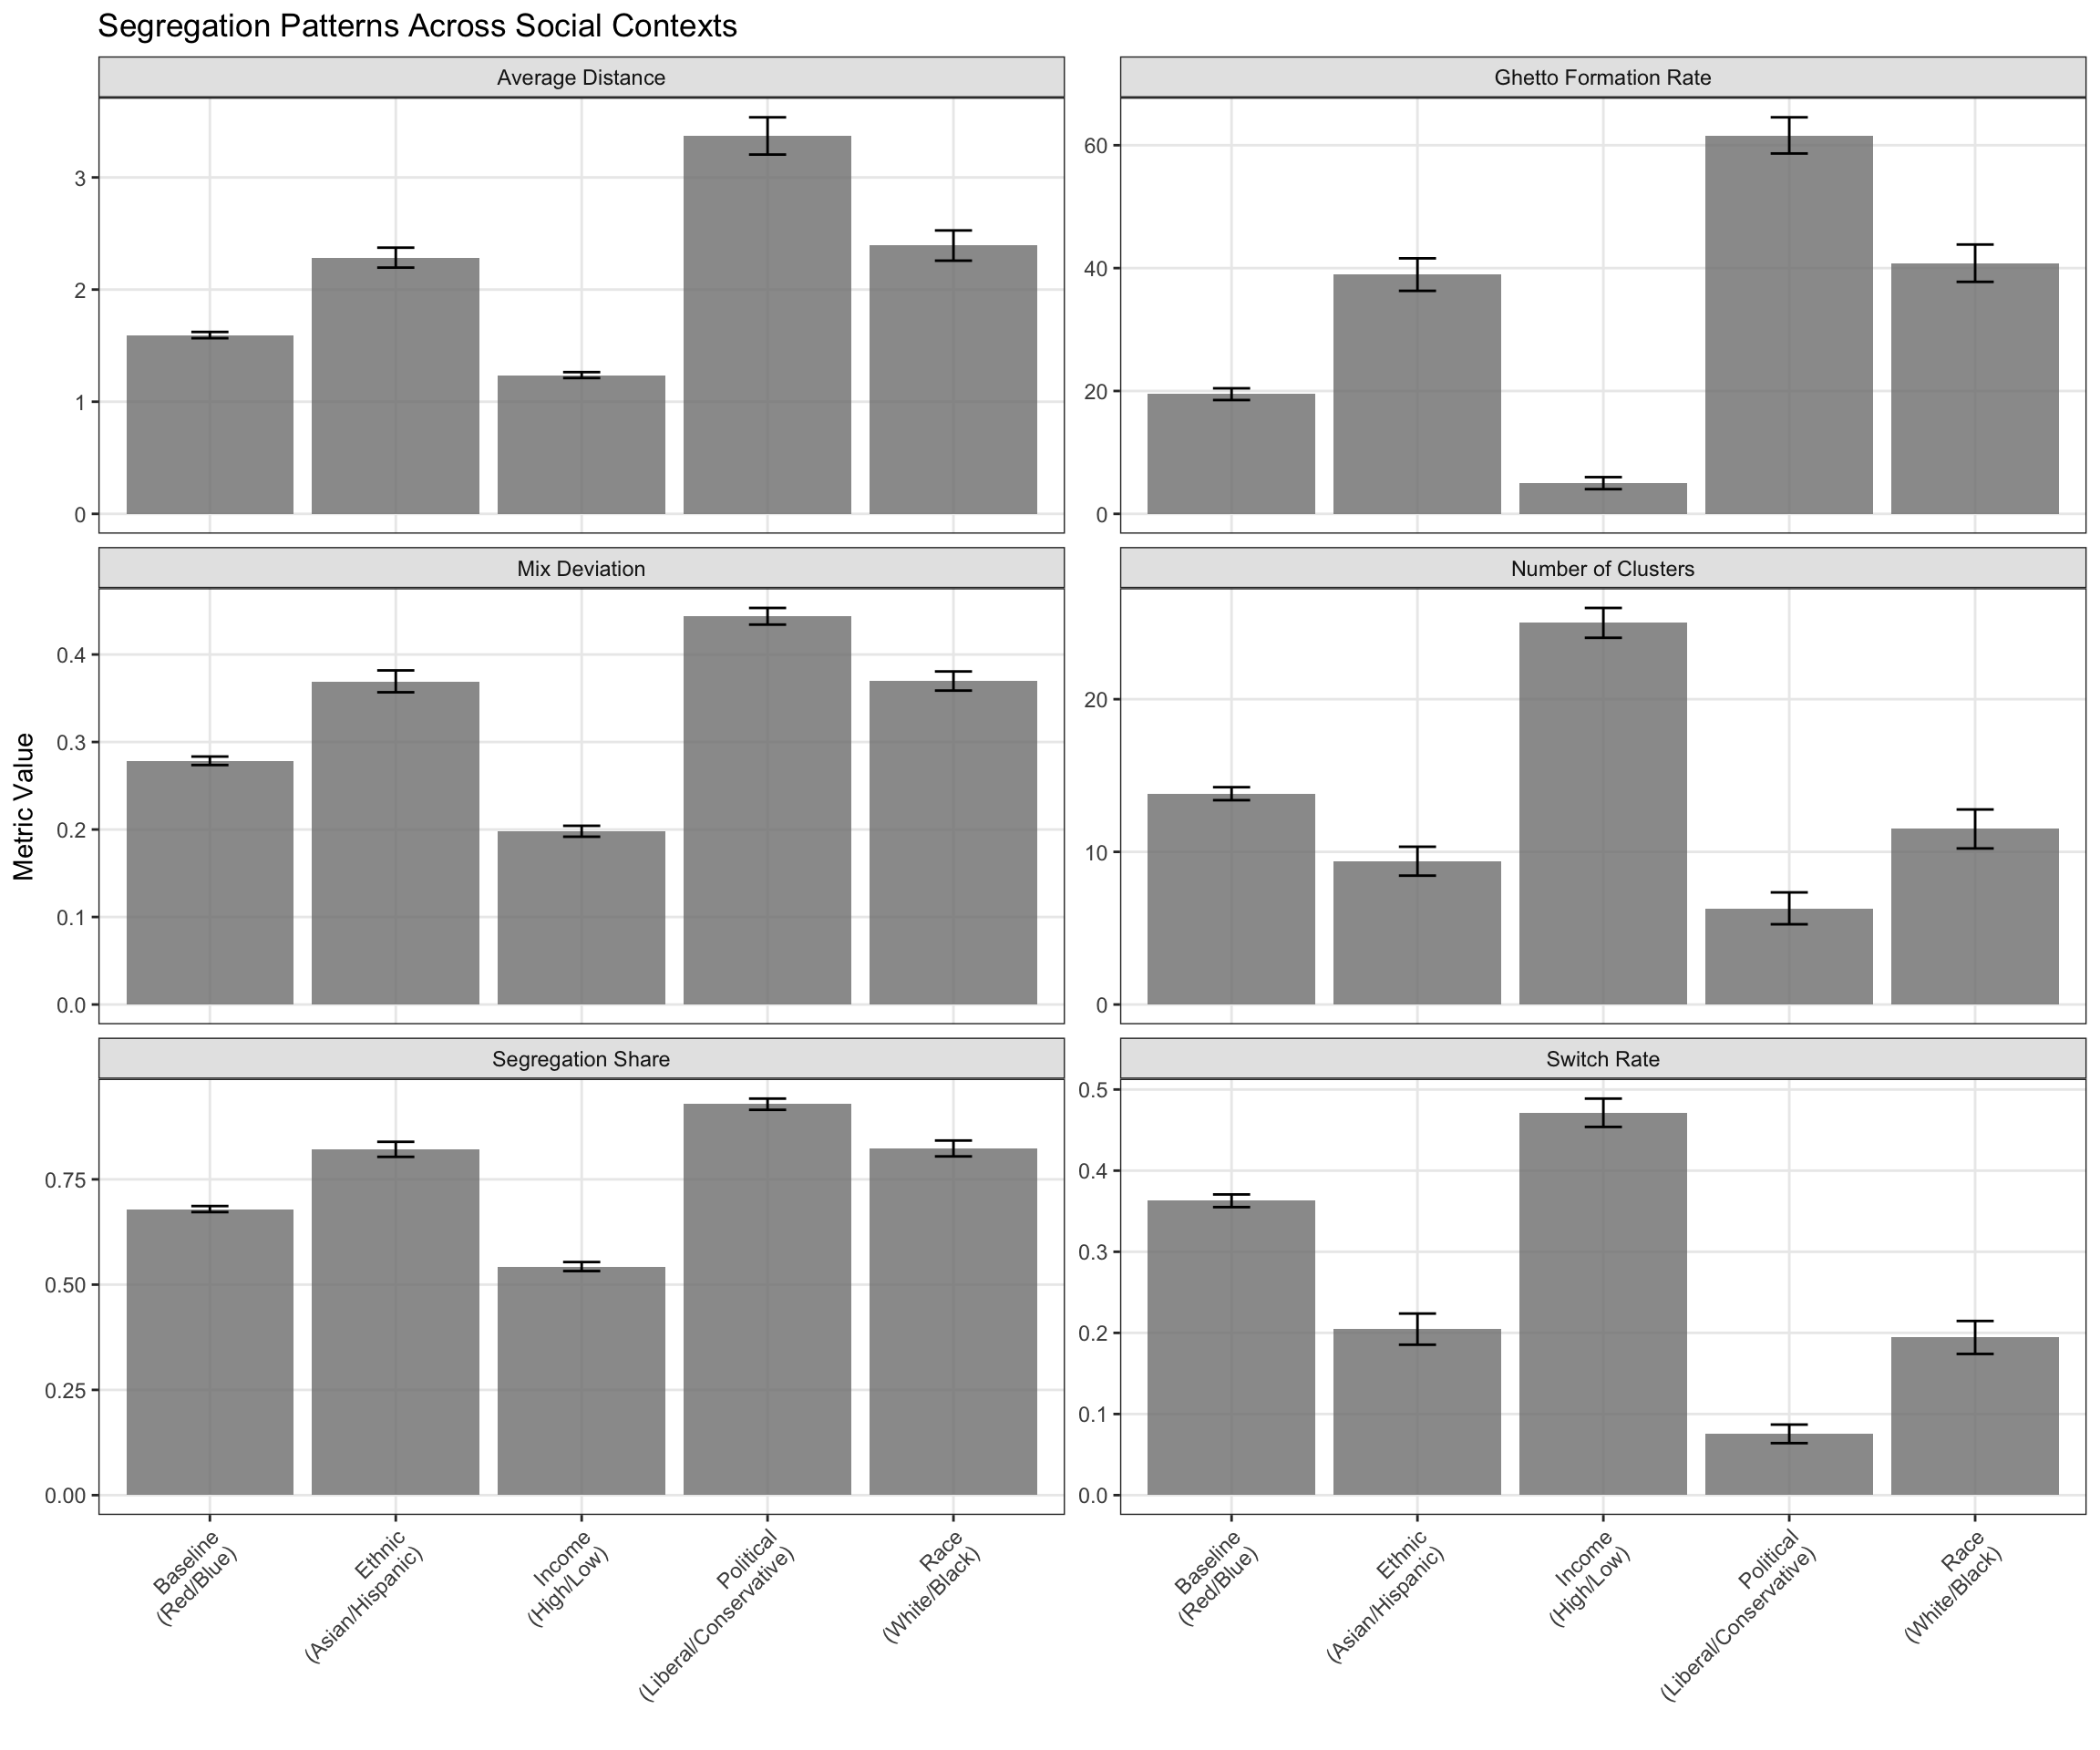 Segregation Patterns Across Social Contexts
Average Distance
Ghetto Formation Rate
3
2
1
0
60
40
20
0
Mix Deviation
Number of Clusters
Metric Value
0.4
0.3
0.2
0.1
0.0
20
10
0
Segregation Share
Switch Rate
0.75
0.50
0.25
0.00
0.5
0.4
0.3
0.2
0.1
0.0
Baseline
(Red/Blue)
Ethnic
(Asian/Hispanic)
Income
(High/Low)
Political
(Liberal/Conservative)
Race
(White/Black)
Baseline
(Red/Blue)
Ethnic
(Asian/Hispanic)
Income
(High/Low)
Political
(Liberal/Conservative)
Race
(White/Black)